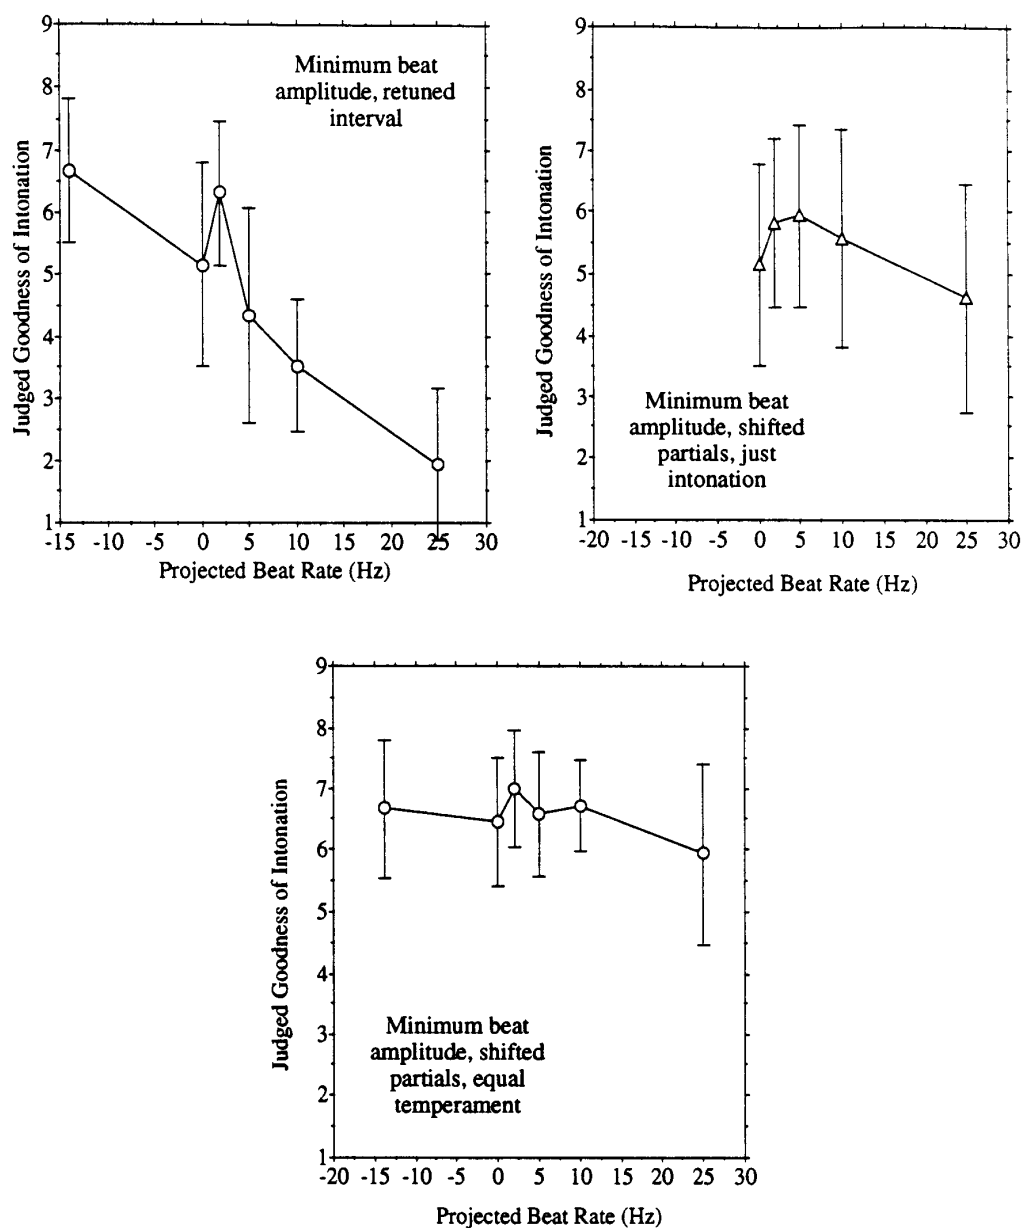 Minimum beat
amplitude, retuned
interval
Judged Goodness of Intonation
9
8
7
6
5
4
3
2
1
-15 -10 -5 0 5 10 15 20 25 30
Projected Beat Rate (Hz)
Judged Goodness of Intonation
9
8
7
6
5
4
3
2
1
Minimum beat
amplitude, shifted
partials, just
intonation
-20 -15 -10 -5 0 5 10 15 20 25 30
Projected Beat Rate (Hz)
Judged Goodness of Intonation
9
8
7
6
5
4
3
2
1
Minimum beat
amplitude, shifted
partials, equal
temperament
-20 -15 -10 -5 0 5 10 15 20 25 30
Projected Beat Rate (Hz)